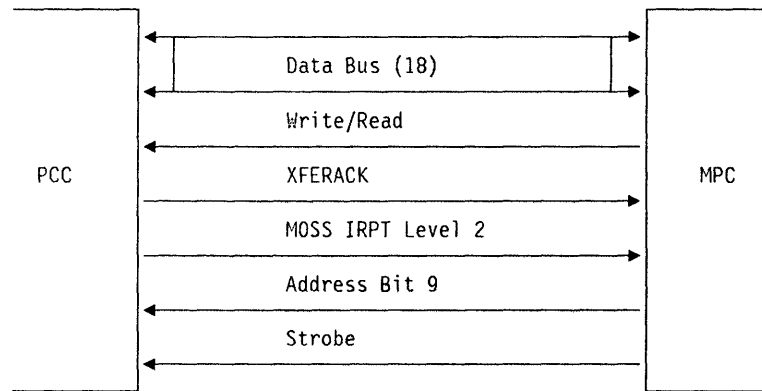 Data Bus (18)
Write/Read
PCC XFERACK MPC
MOSS IRPT Level 2
Address Bit 9
Strobe